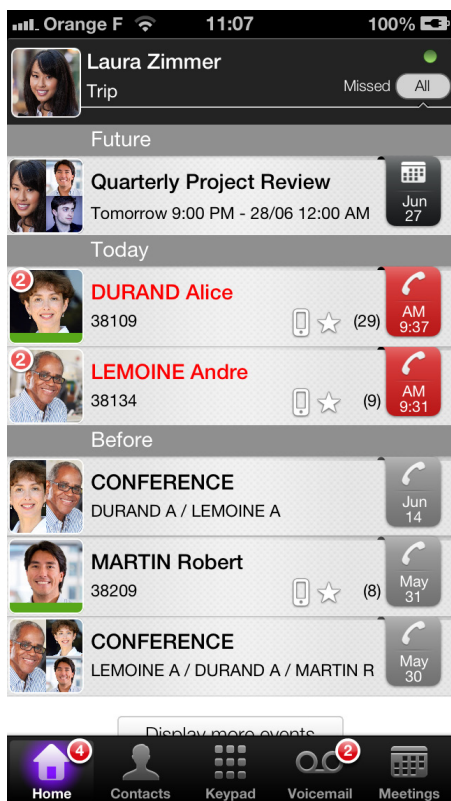 Orange F 11:07 100%
Laura Zimmer
Trip
Missed All
Future
Quarterly Project Review
Tomorrow 9:00 PM - 28/06 12:00 AM
Jun
27
Today
2
DURAND Alice
38109
(29)
AM
9:37
2
LEMOINE Andre
38134
(9)
AM
9:31
Before
CONFERENCE
DURAND A / LEMOINE A
Jun
14
MARTIN Robert
38209
(8)
May
31
CONFERENCE
LEMOINE A / DURAND A / MARTIN R
May
30
Display more events
4
2
Home Contacts Keypad Voicemail Meetings